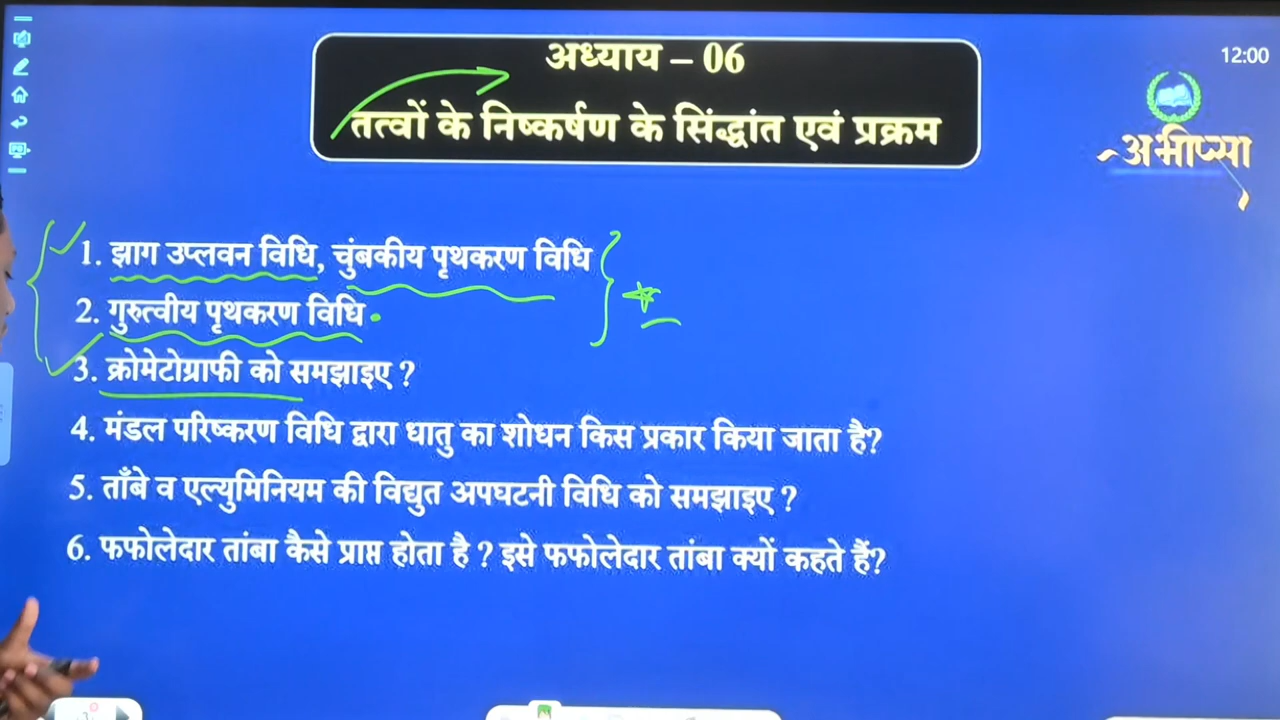 अध्याय – 06
तत्वों के निष्कर्षण के सिंद्धांत एवं प्रक्रम
12:00
अभीप्सा
1. झाग उप्लवन विधि, चुंबकीय पृथकरण विधि
2. गुरुत्वीय पृथकरण विधि
3. क्रोमेटोग्राफी को समझाइए ?
4. मंडल परिष्करण विधि द्वारा धातु का शोधन किस प्रकार किया जाता है?
5. ताँबे व एल्युमिनियम की विद्युत अपघटनी विधि को समझाइए ?
6. फफोलेदार तांबा कैसे प्राप्त होता है ? इसे फफोलेदार तांबा क्यों कहते हैं?